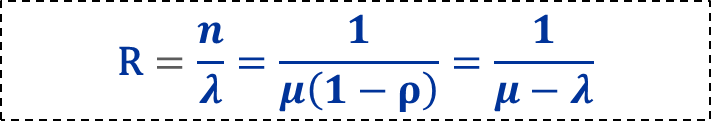 R = n/λ = 1/μ(1 − ρ) = 1/μ − λ